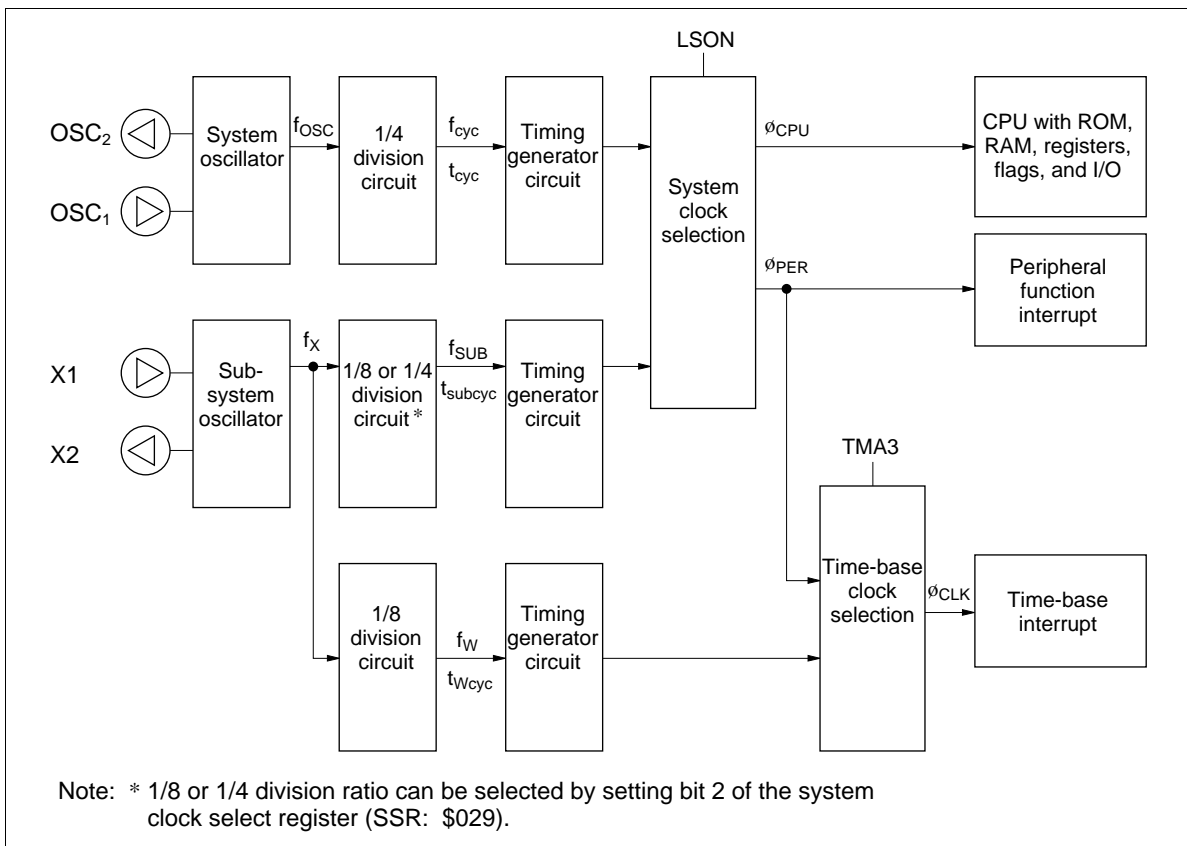 LSON
OSC2
OSC1
System
oscillator
fOSC
1/4
division
circuit
fcyc
tcyc
Timing
generator
circuit
System
clock
selection
øCPU
CPU with ROM,
RAM, registers,
flags, and I/O
øPER
Peripheral
function
interrupt
X1
X2
Sub-
system
oscillator
fX
1/8 or 1/4
division
circuit *
fSUB
tsubcyc
Timing
generator
circuit
TMA3
1/8
division
circuit
fW
tWcyc
Timing
generator
circuit
Time-base
clock
selection
øCLK
Time-base
interrupt
Note: * 1/8 or 1/4 division ratio can be selected by setting bit 2 of the system
clock select register (SSR: $029).